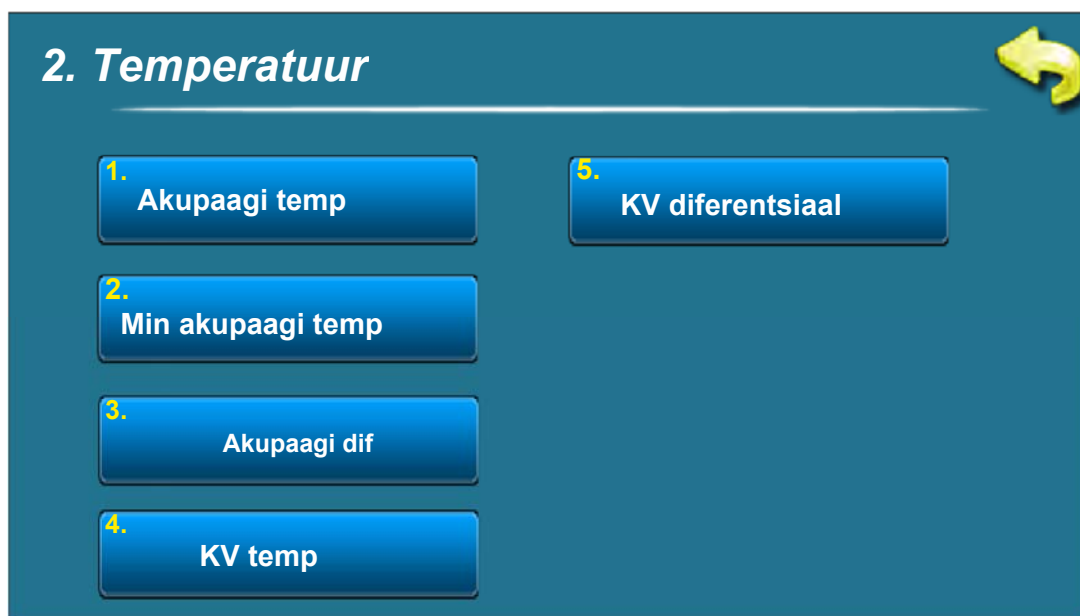 2. Temperatuur
1.
Akupaagi temp
2.
Min akupaagi temp
3.
Akupaagi dif
4.
KV temp
5.
KV diferentsiaal